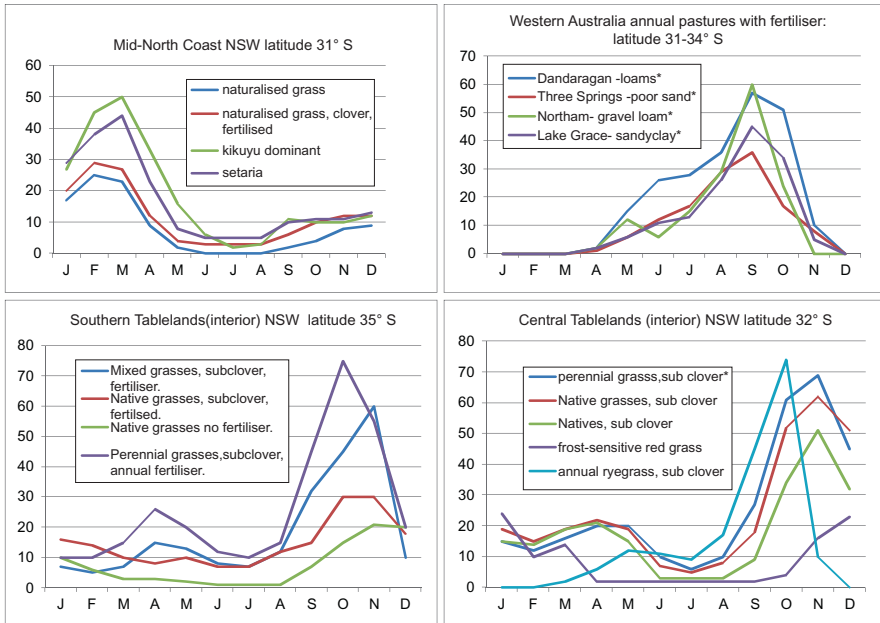 Mid-North Coast NSW latitude 31° S
60
50
40
30
20
10
0
naturalised grass
naturalised grass, clover,
fertilised
kikuyu dominant
setaria
J F M A M J J A S O N D
Western Australia annual pastures with fertiliser:
latitude 31-34° S
70
60
50
40
30
20
10
0
Dandaragan -loams*
Three Springs -poor sand*
Northam- gravel loam*
Lake Grace- sandyclay*
J F M A M J J A S O N D
Southern Tablelands(interior) NSW latitude 35° S
80
70
60
50
40
30
20
10
0
Mixed grasses, subclover,
fertiliser.
Native grasses, subclover,
fertilsed.
Native grasses no fertiliser.
Perennial grasses,subclover,
annual fertiliser.
J F M A M J J A S O N D
Central Tablelands (interior) NSW latitude 32° S
80
70
60
50
40
30
20
10
0
perennial grasss,sub clover*
Native grasses, sub clover
Natives, sub clover
frost-sensitive red grass
annual ryegrass, sub clover
J F M A M J J A S O N D